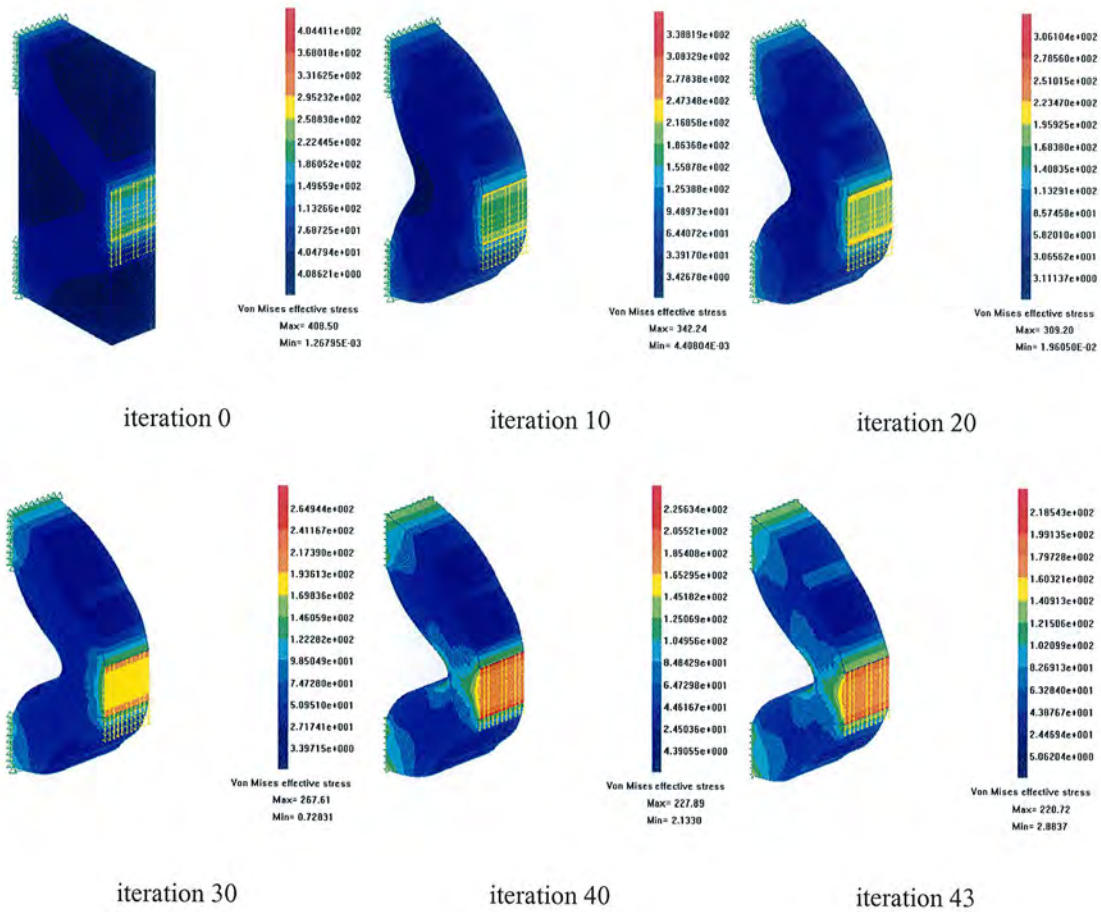 4.04411e+002
3.68018e+002
3.31625e+002
2.95232e+002
2.58838e+002
2.22445e+002
1.86052e+002
1.49659e+002
1.13266e+002
7.68725e+001
4.04794e+001
4.08621e+000
Von Mises effective stress
Max= 408.50
Min= 1.26795E-03
iteration 0
3.38819e+002
3.08329e+002
2.77838e+002
2.47348e+002
2.16858e+002
1.86368e+002
1.55878e+002
1.25388e+002
9.48973e+001
6.44072e+001
3.39170e+001
3.42678e+000
Von Mises effective stress
Max= 342.24
Min= 4.40804E-03
iteration 10
3.06104e+002
2.78560e+002
2.51015e+002
2.23470e+002
1.95925e+002
1.68380e+002
1.40835e+002
1.13291e+002
8.57458e+001
5.82010e+001
3.06562e+001
3.11137e+000
Von Mises effective stress
Max= 309.20
Min= 1.96050E-02
iteration 20
2.64944e+002
2.41167e+002
2.17390e+002
1.93613e+002
1.69836e+002
1.46059e+002
1.22282e+002
9.85049e+001
7.47280e+001
5.09510e+001
2.71741e+001
3.39715e+000
Von Mises effective stress
Max= 267.61
Min= 0.72831
iteration 30
2.25634e+002
2.05521e+002
1.85408e+002
1.65295e+002
1.45182e+002
1.25069e+002
1.04956e+002
8.48429e+001
6.47298e+001
4.46167e+001
2.45036e+001
4.39055e+000
Von Mises effective stress
Max= 227.89
Min= 2.1330
iteration 40
2.18543e+002
1.99135e+002
1.79728e+002
1.60321e+002
1.40913e+002
1.21506e+002
1.02099e+002
8.26913e+001
6.32840e+001
4.38767e+001
2.44694e+001
5.06204e+000
Von Mises effective stress
Max= 220.72
Min= 2.8837
iteration 43